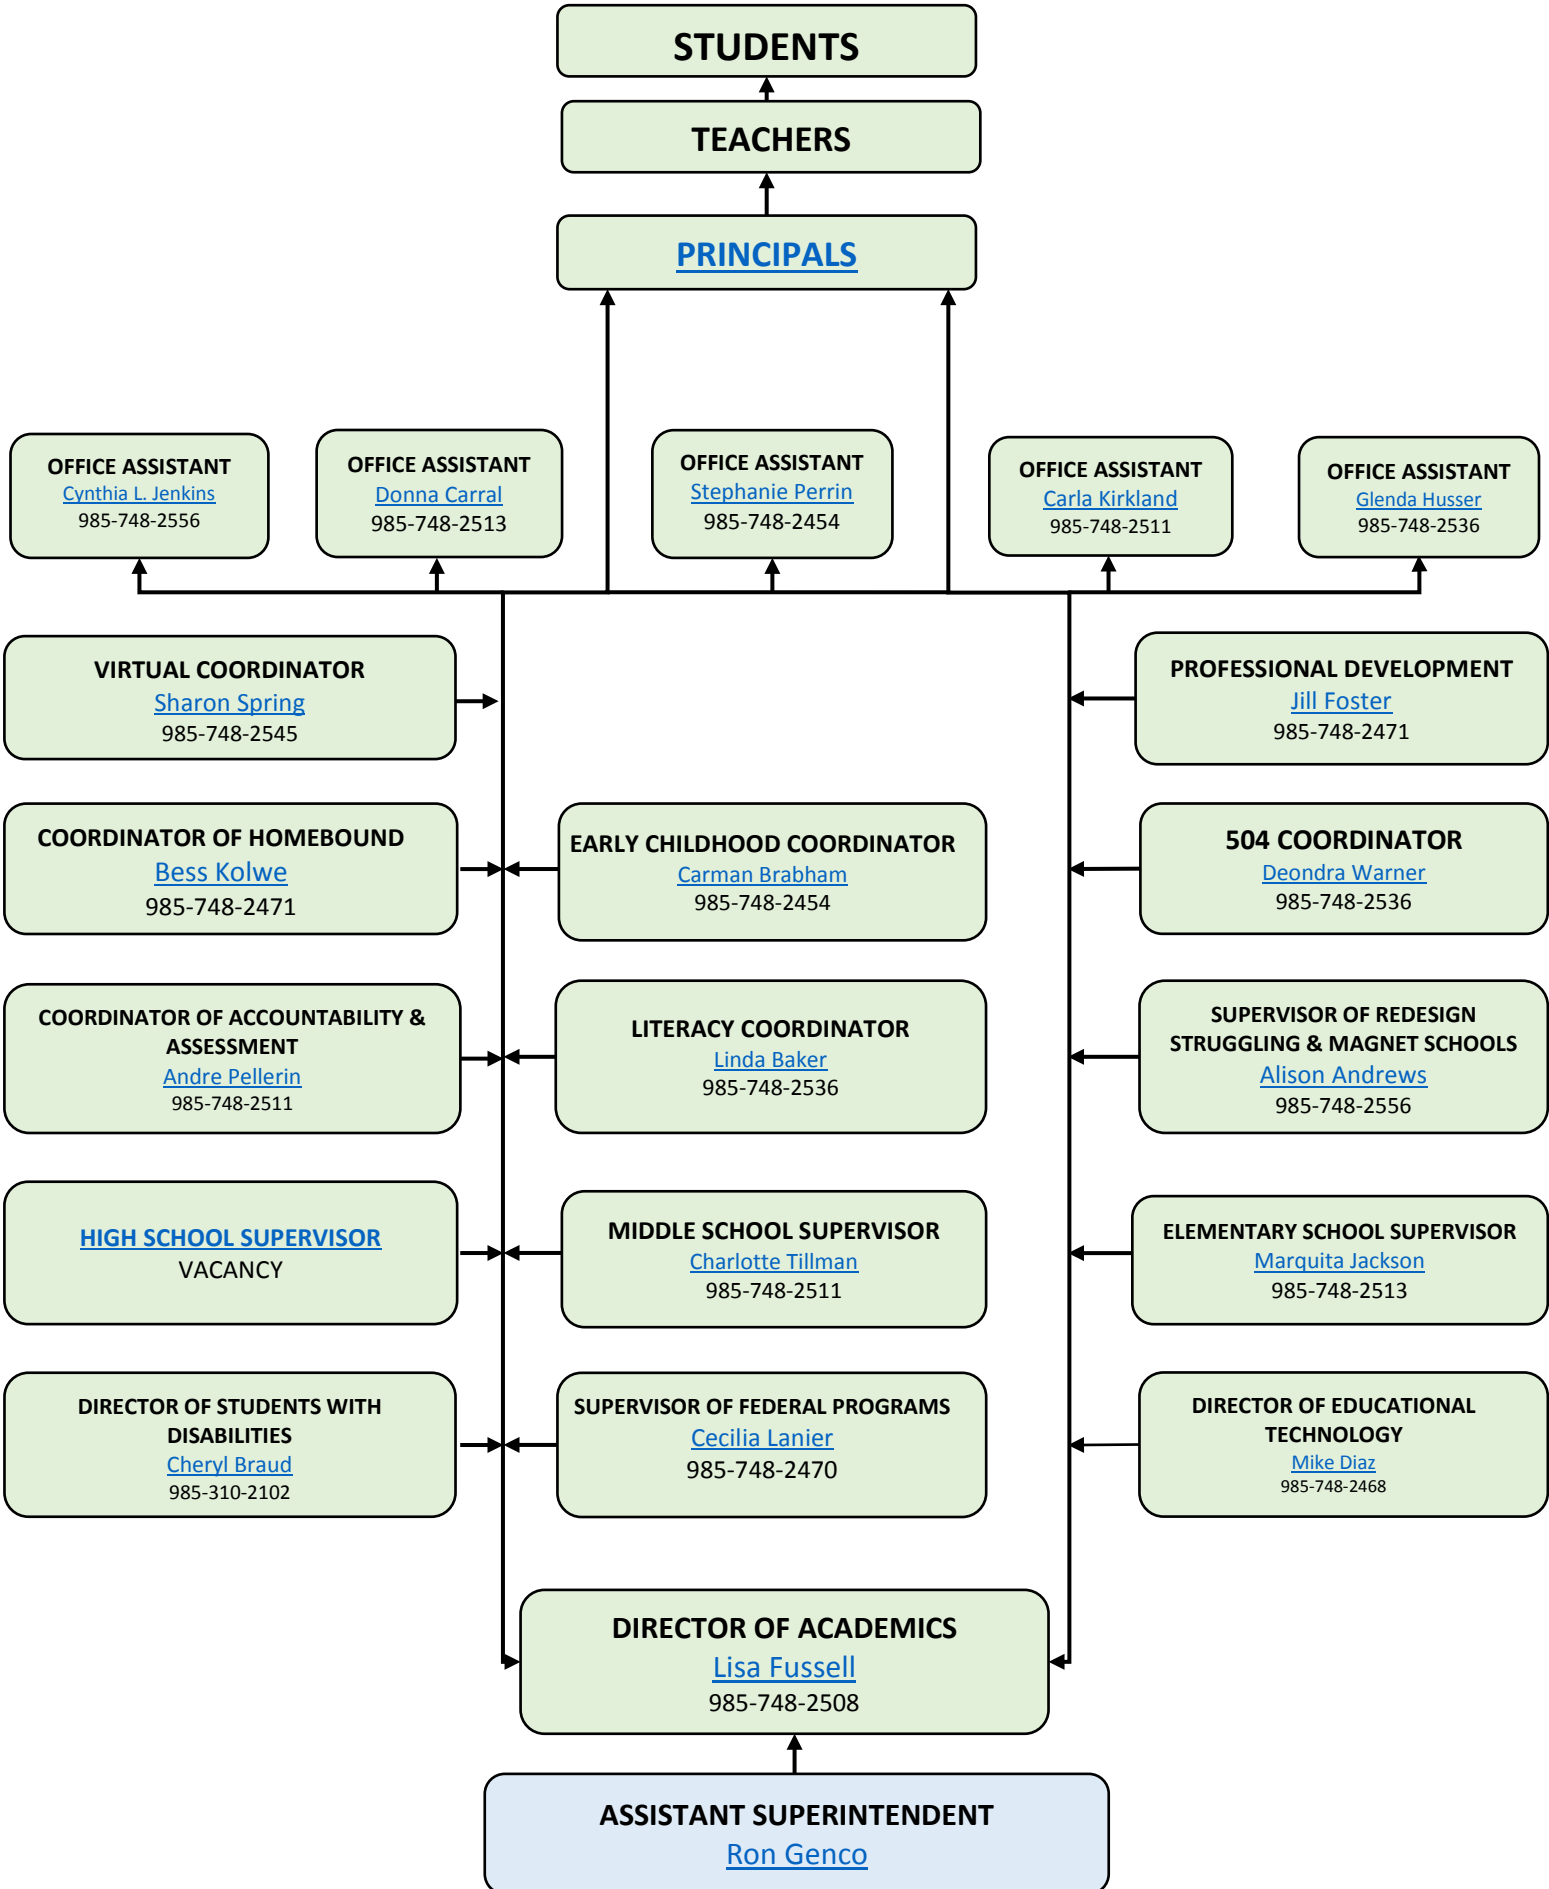 STUDENTS
TEACHERS
PRINCIPALS
OFFICE ASSISTANT
Cynthia L. Jenkins
985-748-2556
OFFICE ASSISTANT
Donna Carral
985-748-2513
OFFICE ASSISTANT
Stephanie Perrin
985-748-2454
OFFICE ASSISTANT
Carla Kirkland
985-748-2511
OFFICE ASSISTANT
Glenda Husser
985-748-2536
VIRTUAL COORDINATOR
Sharon Spring
985-748-2545
PROFESSIONAL DEVELOPMENT
Jill Foster
985-748-2471
COORDINATOR OF HOMEBOUND
Bess Kolwe
985-748-2471
EARLY CHILDHOOD COORDINATOR
Carman Brabham
985-748-2454
504 COORDINATOR
Deondra Warner
985-748-2536
COORDINATOR OF ACCOUNTABILITY &
ASSESSMENT
Andre Pellerin
985-748-2511
LITERACY COORDINATOR
Linda Baker
985-748-2536
SUPERVISOR OF REDESIGN
STRUGGLING & MAGNET SCHOOLS
Alison Andrews
985-748-2556
HIGH SCHOOL SUPERVISOR
VACANCY
MIDDLE SCHOOL SUPERVISOR
Charlotte Tillman
985-748-2511
ELEMENTARY SCHOOL SUPERVISOR
Marquita Jackson
985-748-2513
DIRECTOR OF STUDENTS WITH
DISABILITIES
Cheryl Braud
985-310-2102
SUPERVISOR OF FEDERAL PROGRAMS
Cecilia Lanier
985-748-2470
DIRECTOR OF EDUCATIONAL
TECHNOLOGY
Mike Diaz
985-748-2468
DIRECTOR OF ACADEMICS
Lisa Fussell
985-748-2508
ASSISTANT SUPERINTENDENT
Ron Genco